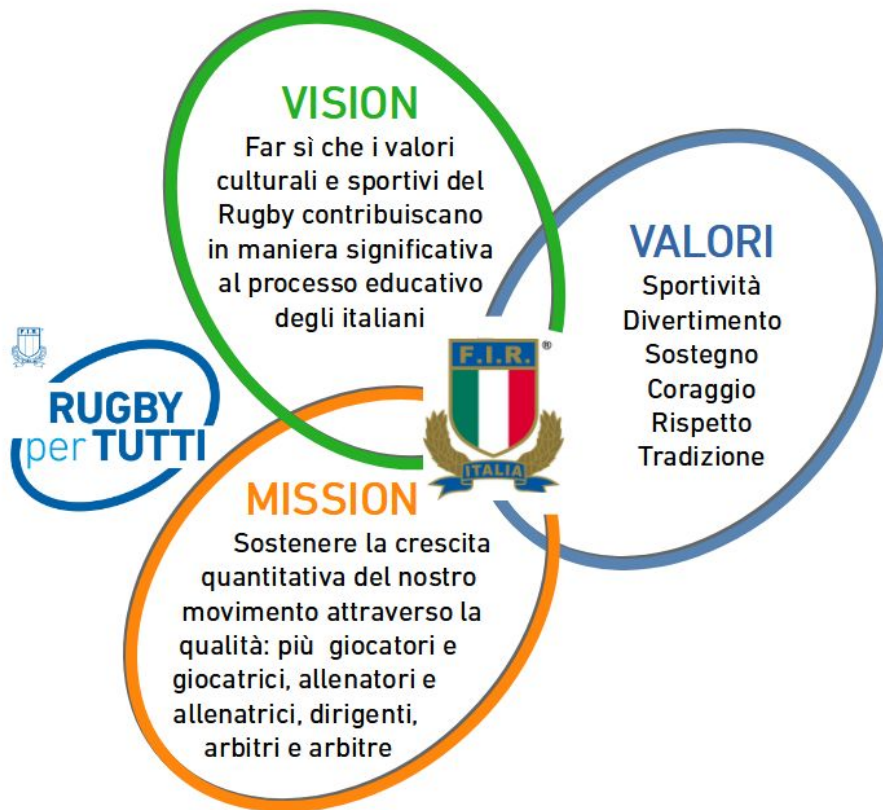 VISION
Far sì che i valori
culturali e sportivi del
Rugby contribuiscano
in maniera significativa
al processo educativo
degli italiani
VALORI
Sportività
Divertimento
Sostegno
Coraggio
Rispetto
Tradizione
F.I.R.
RUGBY
per TUTTI
F.I.R.®
ITALIA
MISSION
Sostenere la crescita
quantitativa del nostro
movimento attraverso la
qualità: più giocatori e
giocatrici, allenatori e
allenatrici, dirigenti,
arbitri e arbitre